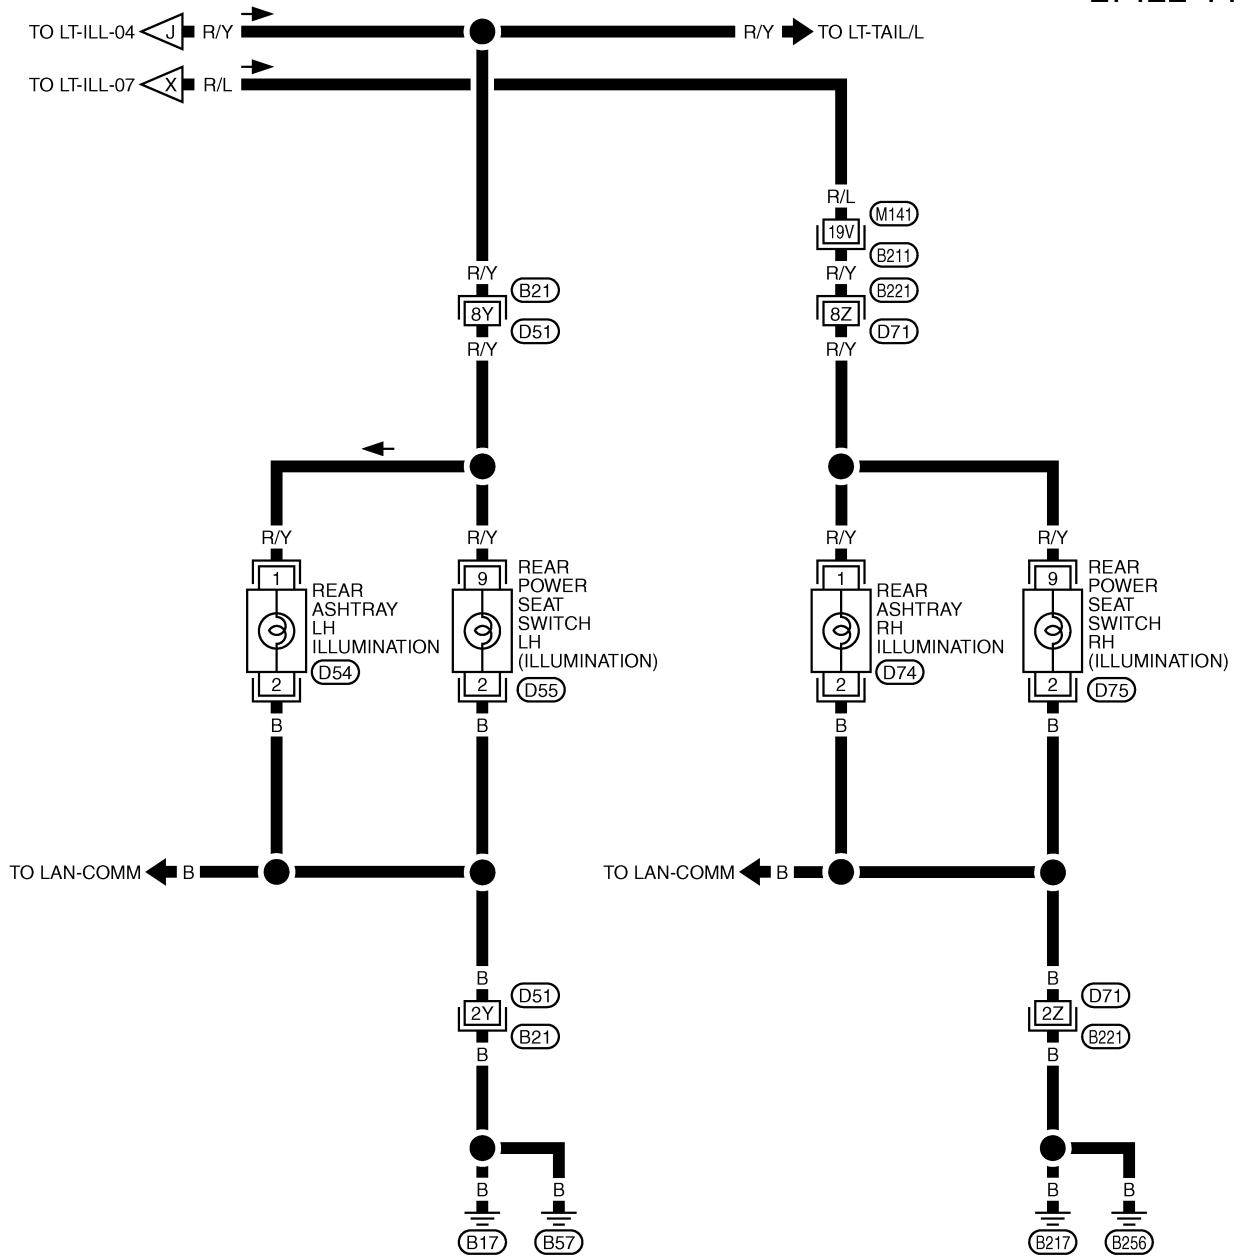 TO LT-ILL-04 J R/Y R/Y TO LT-TAIL/L
TO LT-ILL-07 X R/L
R/L
M141
19V
B211
R/Y R/Y
B21 B221
8Y 8Z
D51 D71
R/Y R/Y
R/Y R/Y R/Y R/Y
1 9 1 9
REAR
ASHTRAY
LH
ILLUMINATION
D54
REAR
POWER
SEAT
SWITCH
LH
(ILLUMINATION)
D55
REAR
ASHTRAY
RH
ILLUMINATION
D74
REAR
POWER
SEAT
SWITCH
RH
(ILLUMINATION)
D75
2 2 2 2
B B B B
TO LAN-COMM B TO LAN-COMM B
B B
D51 D71
2Y 2Z
B21 B221
B B
B B B B
B17 B57 B217 B256